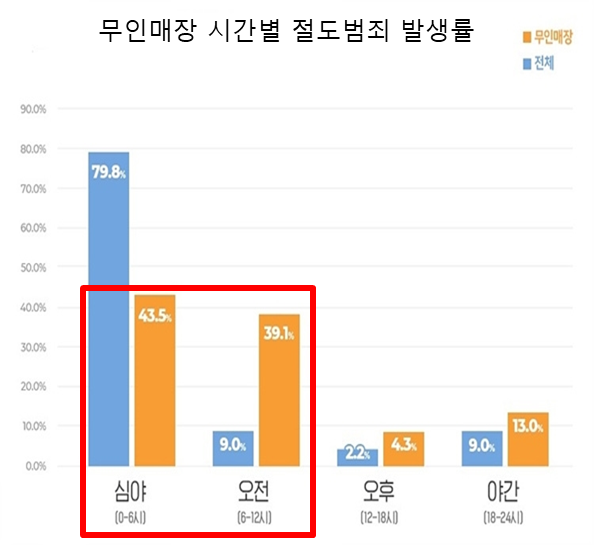 무인매장 시간별 절도범죄 발생률
무인매장
전체
90.0%
80.0%
70.0%
60.0%
50.0%
40.0%
30.0%
20.0%
10.0%
0.0%
79.8%
43.5%
9.0%
39.1%
2.2%
4.3%
9.0%
13.0%
심야
(0-6시)
오전
(6-12시)
오후
(12-18시)
야간
(18-24시)